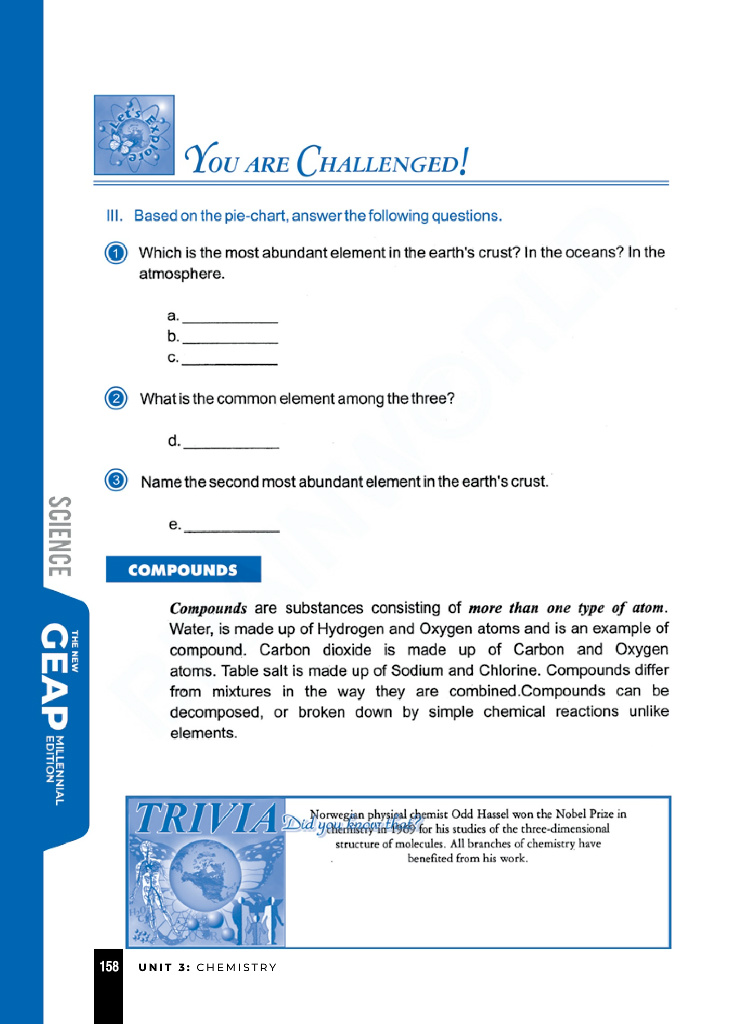 Let's Explore
YOU ARE CHALLENGED!
III. Based on the pie-chart, answer the following questions.
1 Which is the most abundant element in the earth's crust? In the oceans? In the
atmosphere.
a. ____________
b. ____________
c. ____________
2 What is the common element among the three?
d. ____________
3 Name the second most abundant element in the earth's crust.
e. ____________
COMPOUNDS
Compounds are substances consisting of more than one type of atom.
Water, is made up of Hydrogen and Oxygen atoms and is an example of
compound. Carbon dioxide is made up of Carbon and Oxygen
atoms. Table salt is made up of Sodium and Chlorine. Compounds differ
from mixtures in the way they are combined.Compounds can be
decomposed, or broken down by simple chemical reactions unlike
elements.
TRIVIA
Did you know that?
Norwegian physical chemist Odd Hassel won the Nobel Prize in
chemistry in 1969 for his studies of the three-dimensional
structure of molecules. All branches of chemistry have
benefited from his work.
SCIENCE
THE NEW
GEAP
MILLENNIAL
EDITION
158 UNIT 3: CHEMISTRY